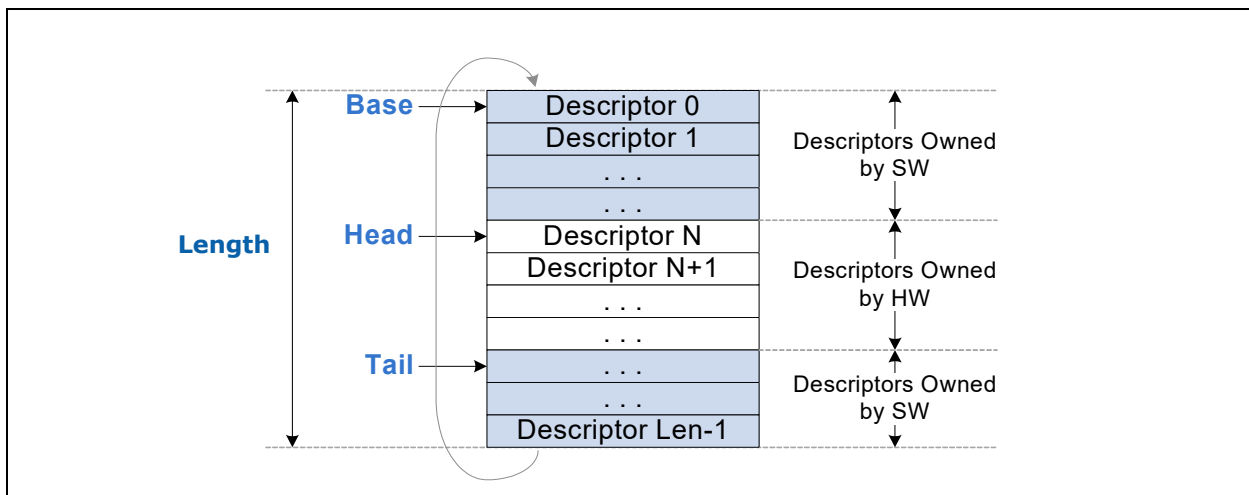 Base
Descriptor 0
Descriptor 1
. . .
. . .
Descriptors Owned
by SW
Length
Head
Descriptor N
Descriptor N+1
. . .
. . .
Descriptors Owned
by HW
Tail
. . .
. . .
Descriptor Len-1
Descriptors Owned
by SW